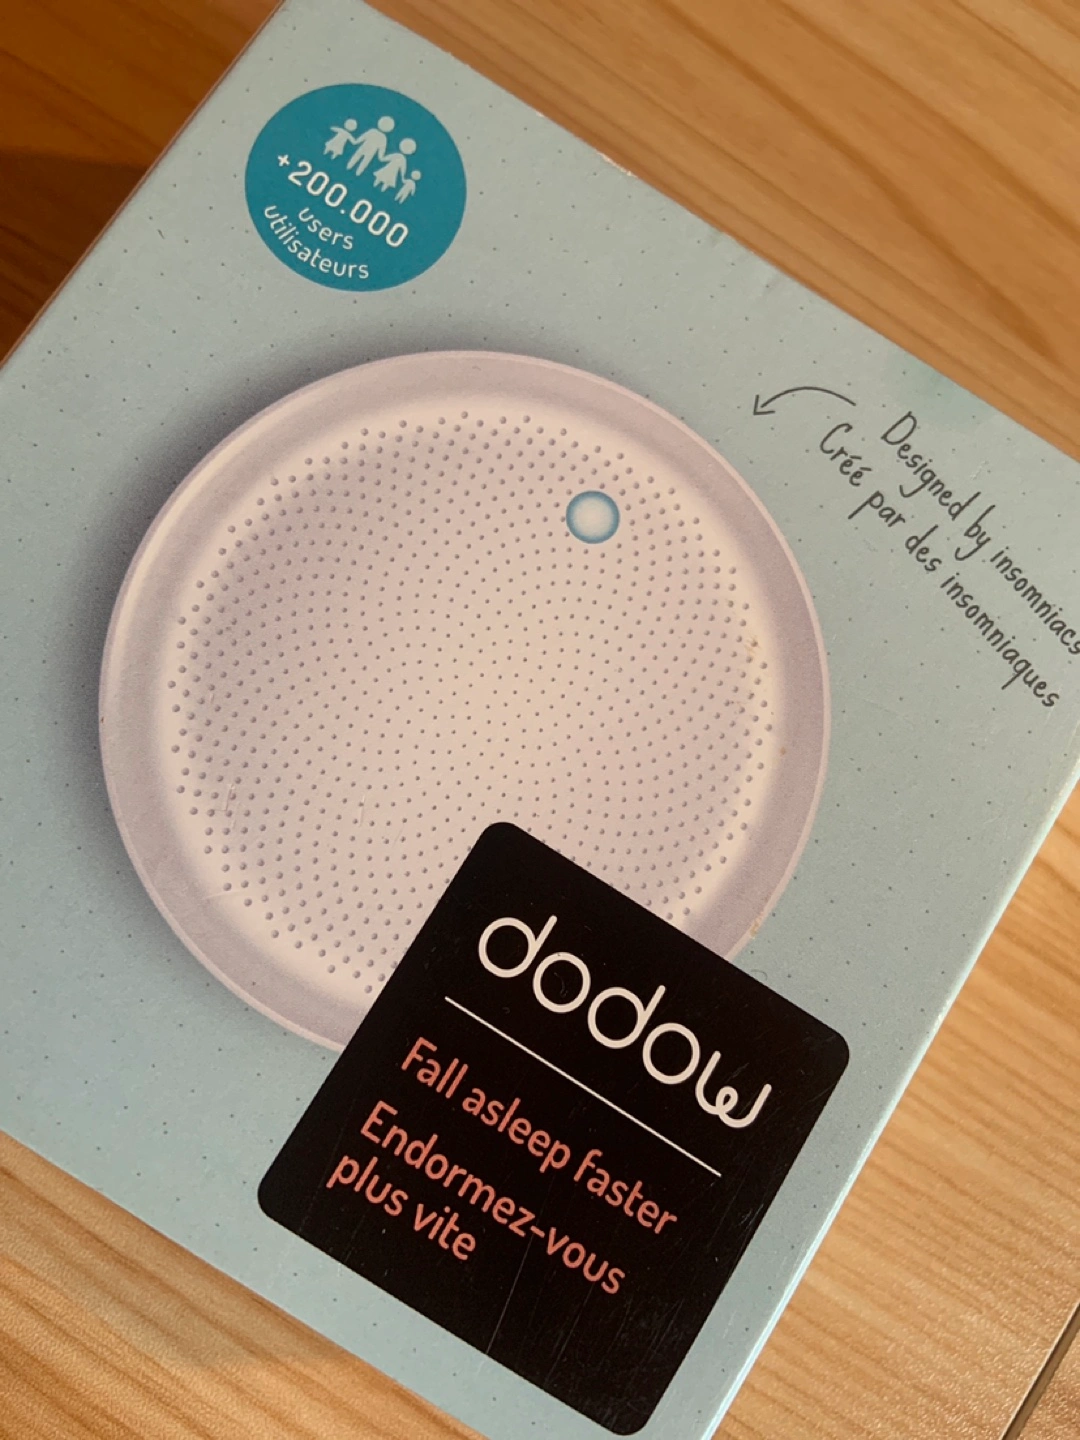 +200.000
users
utilisateurs
Designed by insomniacs
Créé par des insomniaques
dodow
Fall asleep faster
Endormez-vous
plus vite